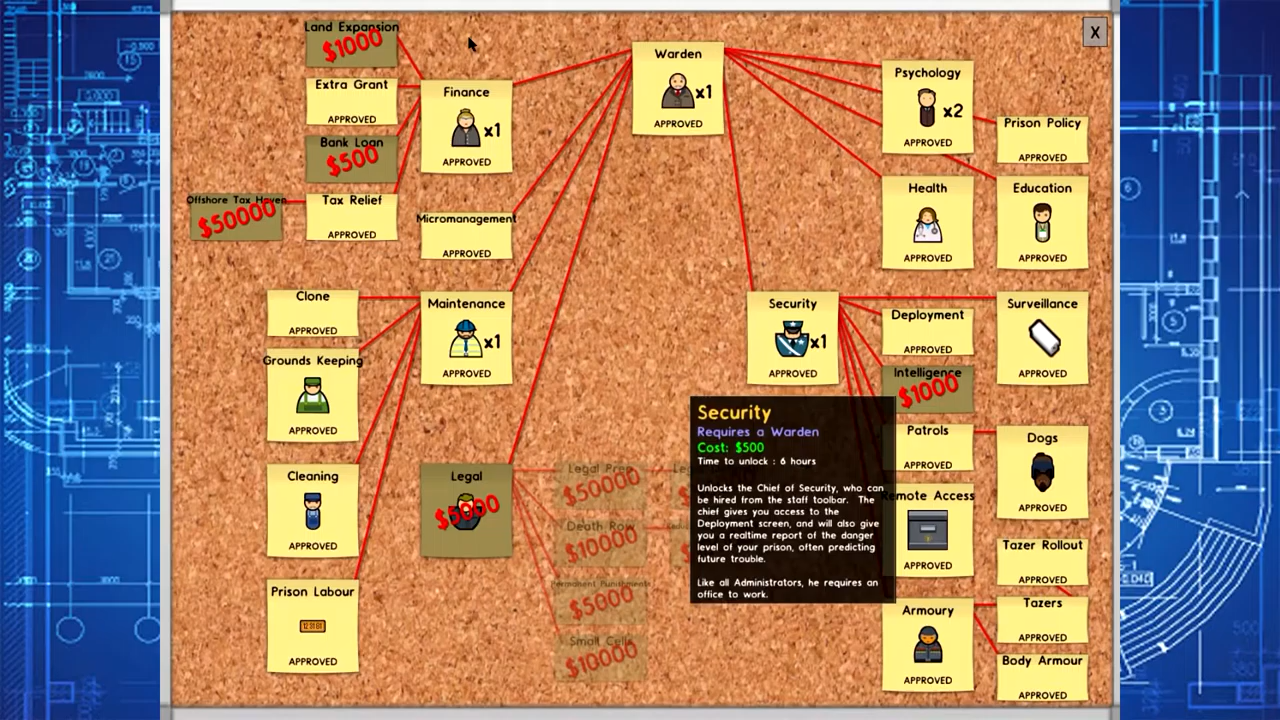 Land Expansion
$1000
Extra Grant
APPROVED
Bank Loan
$500
Offshore Tax Haven
$50000
Tax Relief
APPROVED
Finance
x1
APPROVED
Micromanagement
APPROVED
Warden
x1
APPROVED
Psychology
x2
APPROVED
Prison Policy
APPROVED
Health
APPROVED
Education
APPROVED
X
Clone
APPROVED
Grounds Keeping
APPROVED
Cleaning
APPROVED
Prison Labour
APPROVED
Maintenance
x1
APPROVED
Legal
$5000
Legal Prep
$50000
Death Row
$10000
Permanent Punishments
$5000
Small Cells
$10000
Security
x1
APPROVED
Deployment
APPROVED
Surveillance
APPROVED
Intelligence
$1000
Patrols
APPROVED
Dogs
APPROVED
Remote Access
APPROVED
Tazer Rollout
APPROVED
Armoury
APPROVED
Tazers
APPROVED
Body Armour
APPROVED
Security
Requires a Warden
Cost: $500
Time to unlock : 6 hours
Unlocks the Chief of Security, who can
be hired from the staff toolbar. The
chief gives you access to the
Deployment screen, and will also give
you a realtime report of the danger
level of your prison, often predicting
future trouble.
Like all Administrators, he requires an
office to work.